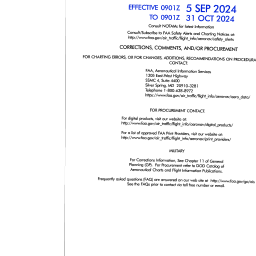 EFFECTIVE 0901Z 5 SEP 2024
TO 0901Z 31 OCT 2024
Consult NOTAMs for latest information
Consult/Subscribe to FAA Safety Alerts and Charting Notices at:
http://www.faa.gov/air_traffic/flight_info/aeronav/safety_alerts
CORRECTIONS, COMMENTS, AND/OR PROCUREMENT
FOR CHARTING ERRORS, OR FOR CHANGES, ADDITIONS, RECOMMENDATIONS ON PROCEDURA
CONTACT:
FAA, Aeronautical Information Services
1305 East-West Highway
SSMC 4, Suite 4400
Silver Spring, MD 20910-3281
Telephone 1-800-638-8972
https://www.faa.gov/air_traffic/flight_info/aeronav/aero_data/
FOR PROCUREMENT CONTACT:
For digital products, visit our website at:
http://www.faa.gov/air_traffic/flight_info/aeronav/digital_products/
For a list of approved FAA Print Providers, visit our website at:
http://www.faa.gov/air_traffic/flight_info/aeronav/print_providers/
MILITARY
For Corrections Information, See Chapter 11 of General
Planning (GP). For Procurement refer to DOD Catalog of
Aeronautical Charts and Flight Information Publications.
Frequently asked questions (FAQ) are answered on our web site at http://www.faa.gov/go/ais
See the FAQs prior to contact via toll free number or email.